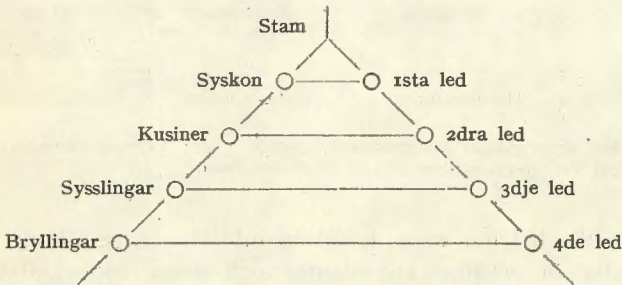 Stam
Syskon 1sta led
Kusiner 2dra led
Sysslingar 3dje led
Bryllingar 4de led